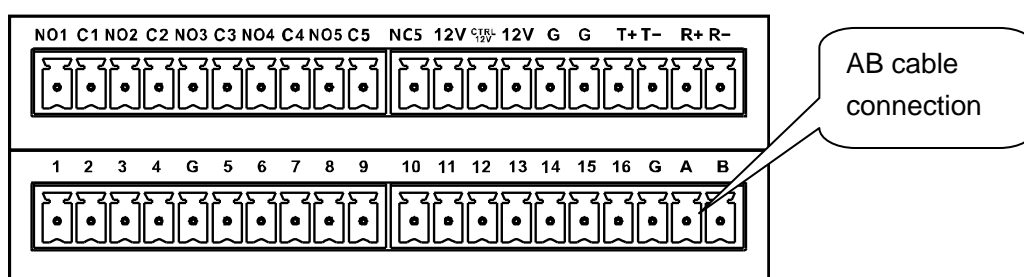 NO1 C1 NO2 C2 NO3 C3 NO4 C4 NO5 C5 NC5 12V CTRL 12V 12V G G T+ T− R+ R−
1 2 3 4 G 5 6 7 8 9 10 11 12 13 14 15 16 G A B
AB cable
connection